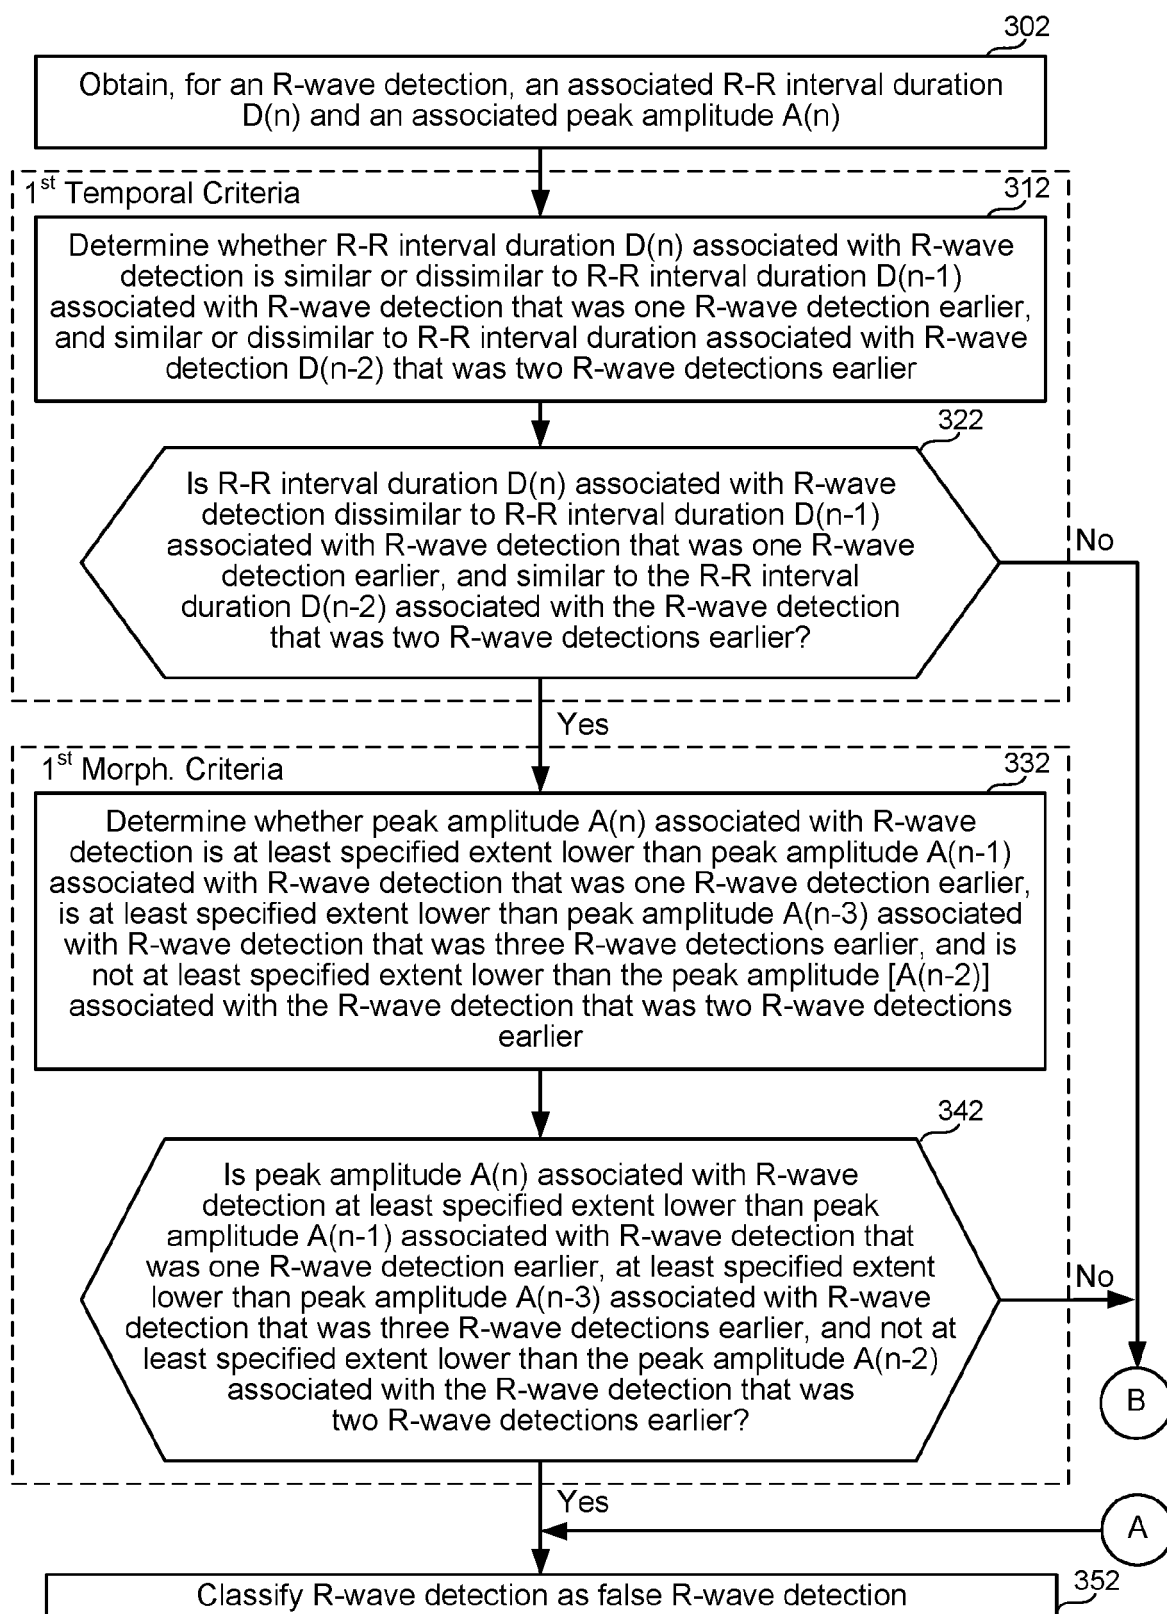 302
Obtain, for an R-wave detection, an associated R-R interval duration
D(n) and an associated peak amplitude A(n)
1st Temporal Criteria
312
Determine whether R-R interval duration D(n) associated with R-wave
detection is similar or dissimilar to R-R interval duration D(n-1)
associated with R-wave detection that was one R-wave detection earlier,
and similar or dissimilar to R-R interval duration associated with R-wave
detection D(n-2) that was two R-wave detections earlier
322
Is R-R interval duration D(n) associated with R-wave
detection dissimilar to R-R interval duration D(n-1)
associated with R-wave detection that was one R-wave
detection earlier, and similar to the R-R interval
duration D(n-2) associated with the R-wave detection
that was two R-wave detections earlier?
No
Yes
1st Morph. Criteria
332
Determine whether peak amplitude A(n) associated with R-wave
detection is at least specified extent lower than peak amplitude A(n-1)
associated with R-wave detection that was one R-wave detection earlier,
is at least specified extent lower than peak amplitude A(n-3) associated
with R-wave detection that was three R-wave detections earlier, and is
not at least specified extent lower than the peak amplitude [A(n-2)]
associated with the R-wave detection that was two R-wave detections
earlier
342
Is peak amplitude A(n) associated with R-wave
detection at least specified extent lower than peak
amplitude A(n-1) associated with R-wave detection that
was one R-wave detection earlier, at least specified extent
lower than peak amplitude A(n-3) associated with R-wave
detection that was three R-wave detections earlier, and not at
least specified extent lower than the peak amplitude A(n-2)
associated with the R-wave detection that was
two R-wave detections earlier?
No
B
Yes
A
352
Classify R-wave detection as false R-wave detection